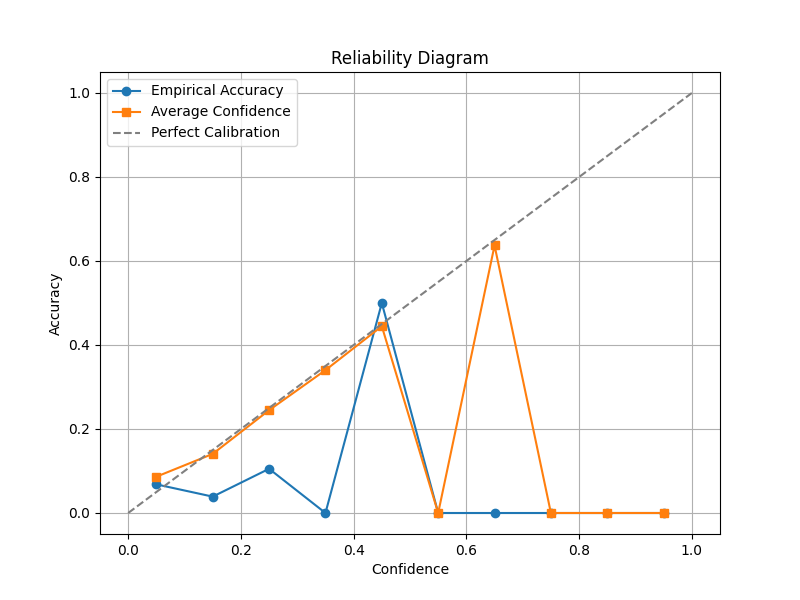 Reliability Diagram
Empirical Accuracy
Average Confidence
Perfect Calibration
1.0
0.8
0.6
0.4
0.2
0.0
Accuracy
0.0 0.2 0.4 0.6 0.8 1.0
Confidence